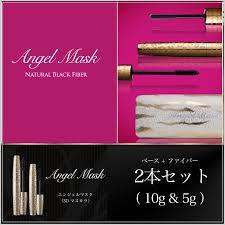 Angel Mask
NATURAL BLACK FIBER
Angel Mask
エンジェルマスク
(3D マスカラ)
ベース + ファイバー
2本セット
( 10g & 5g )